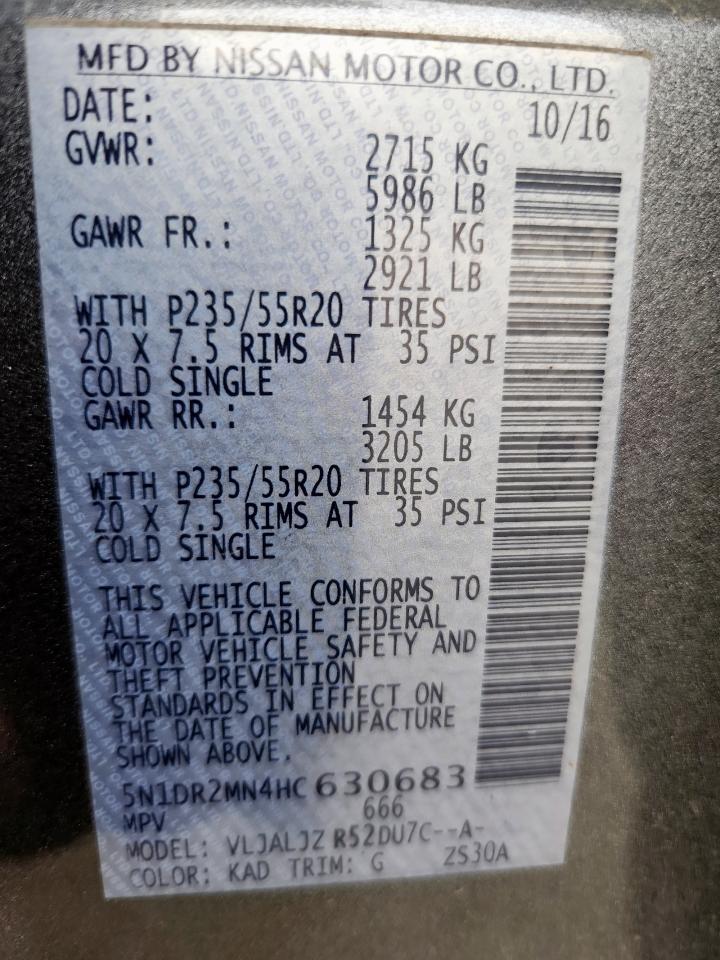 MFD BY NISSAN MOTOR CO., LTD.
DATE: 10/16
GVWR: 2715 KG
5986 LB
GAWR FR.: 1325 KG
2921 LB
WITH P235/55R20 TIRES
20 X 7.5 RIMS AT 35 PSI
COLD SINGLE
GAWR RR.: 1454 KG
3205 LB
WITH P235/55R20 TIRES
20 X 7.5 RIMS AT 35 PSI
COLD SINGLE
THIS VEHICLE CONFORMS TO
ALL APPLICABLE FEDERAL
MOTOR VEHICLE SAFETY AND
THEFT PREVENTION
STANDARDS IN EFFECT ON
THE DATE OF MANUFACTURE
SHOWN ABOVE.
5N1DR2MN4HC 630683
MPV 666
MODEL: VLJALJZ R52DU7C--A-
COLOR: KAD TRIM: G ZS30A